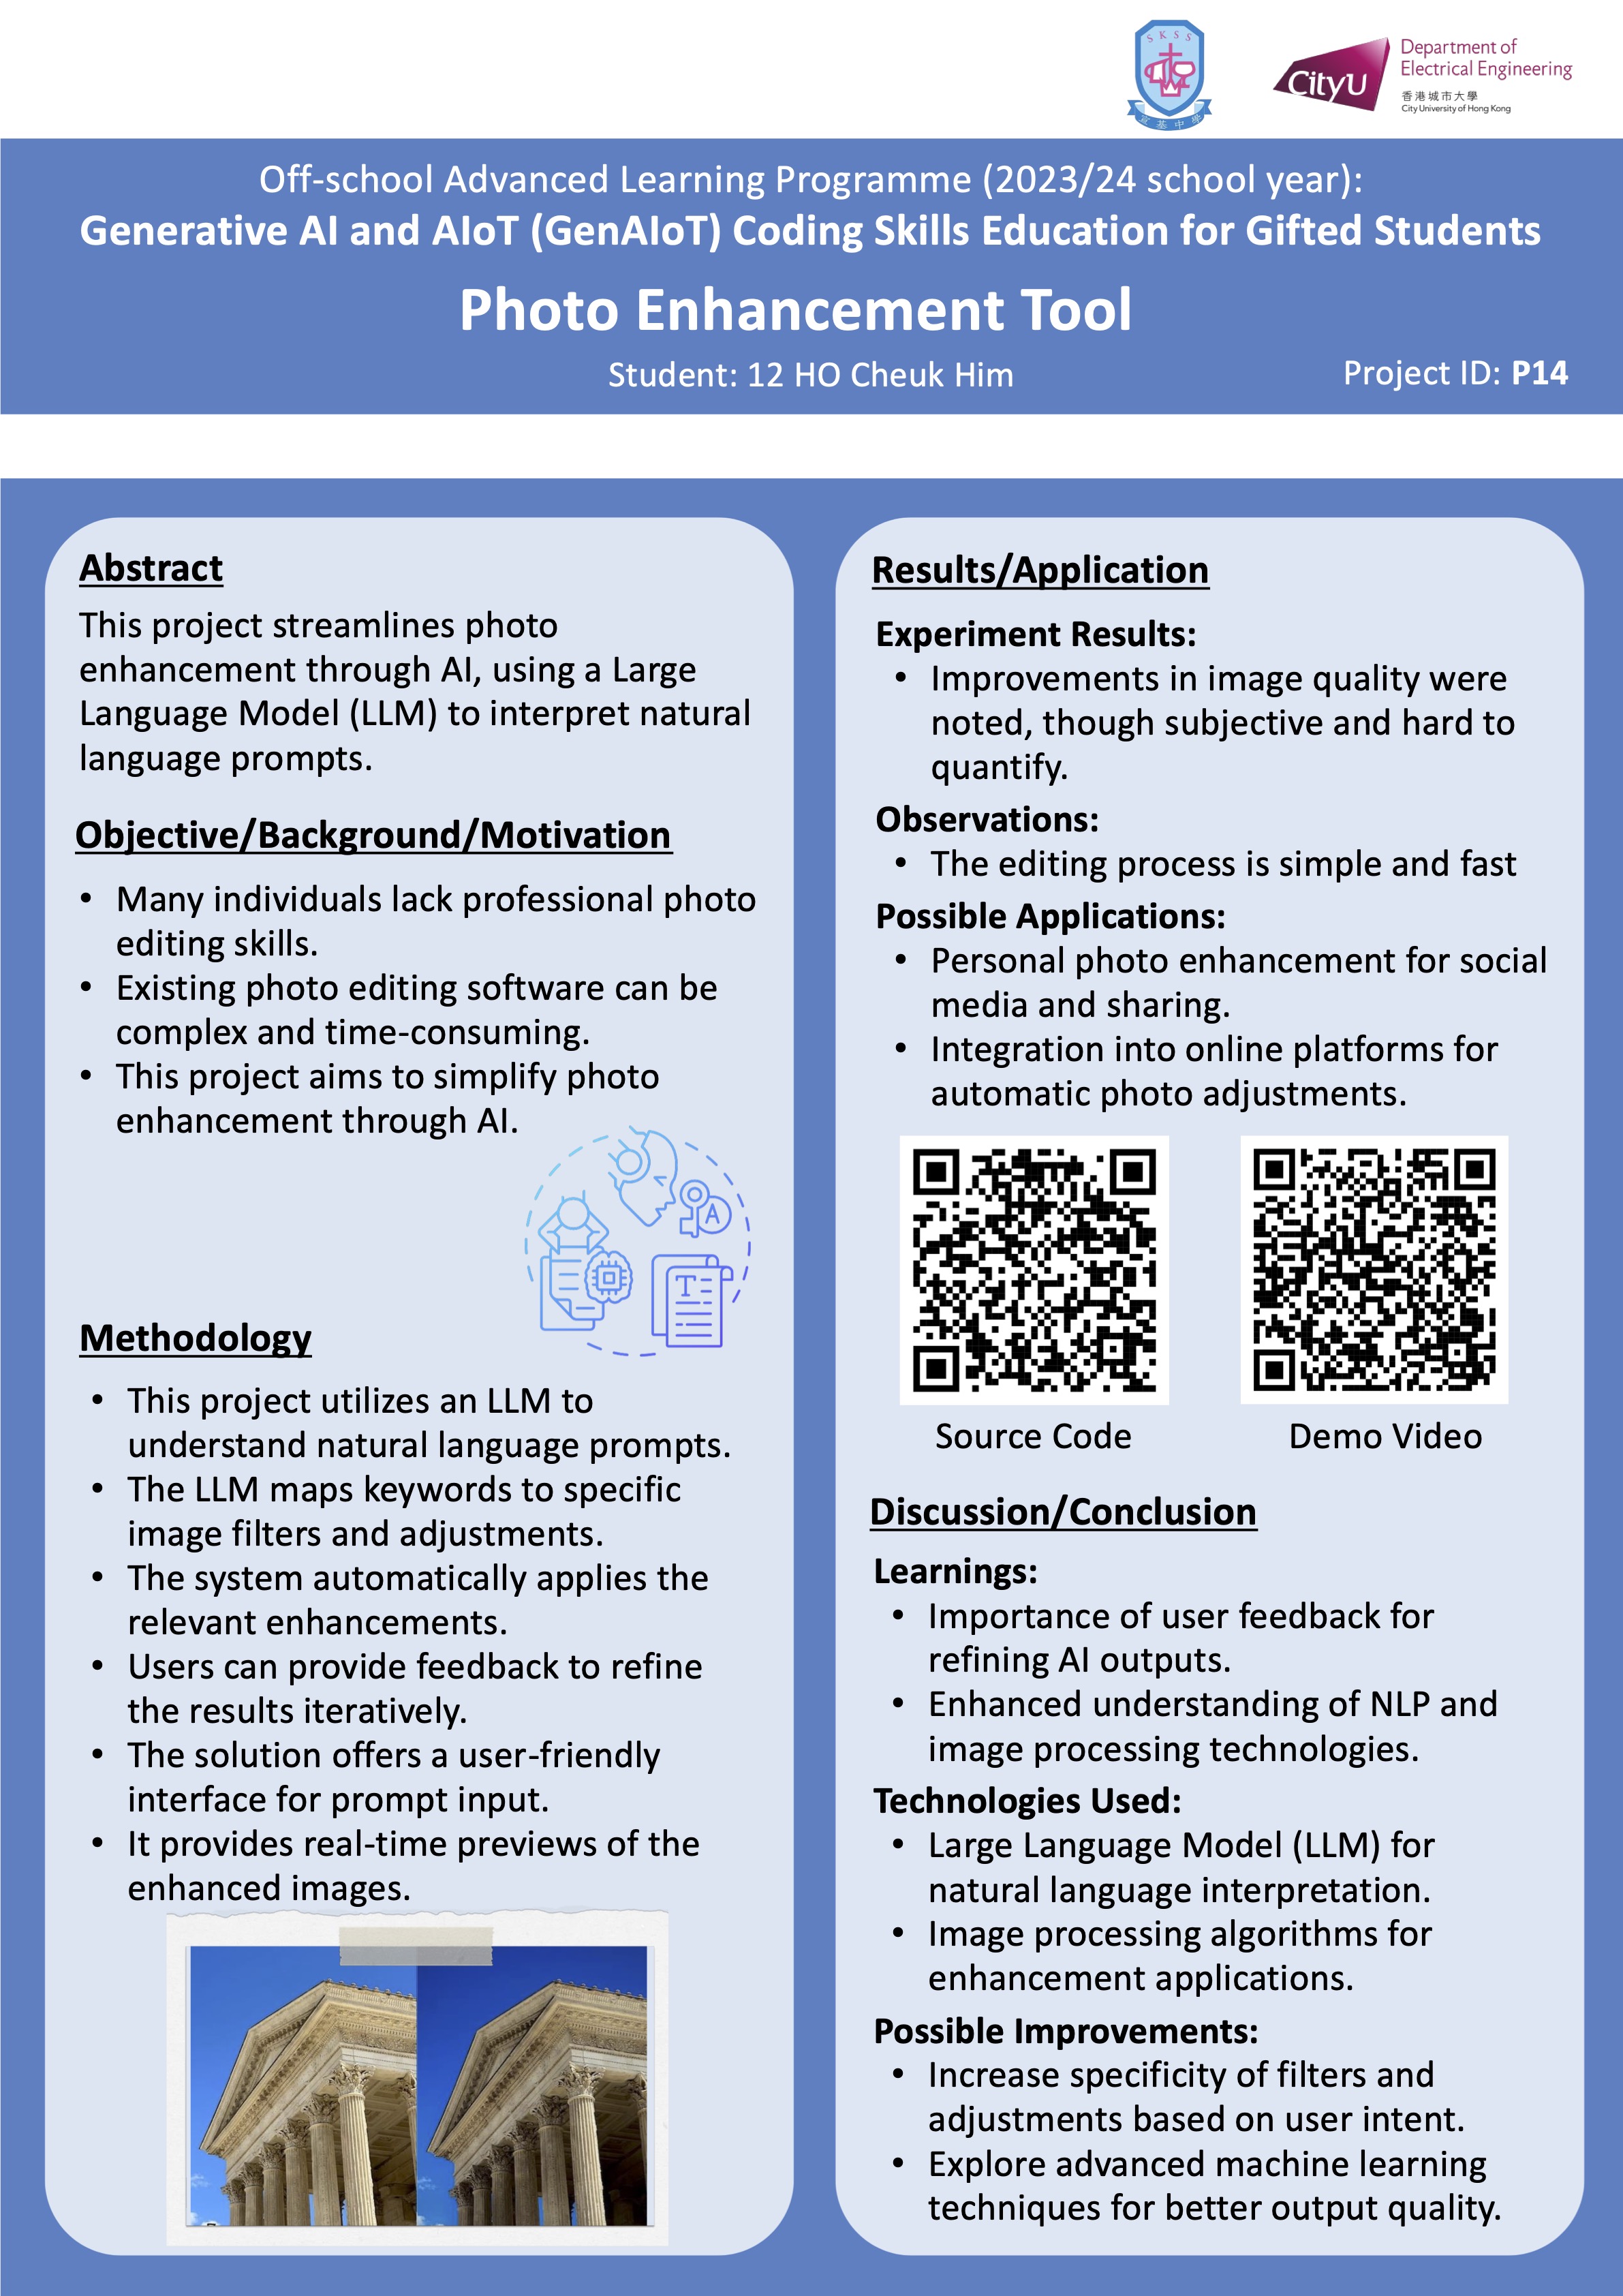 SKSS
宣基中學
CityU
Department of
Electrical Engineering
香港城市大學
City University of Hong Kong
Off-school Advanced Learning Programme (2023/24 school year):
Generative AI and AIoT (GenAIoT) Coding Skills Education for Gifted Students
Photo Enhancement Tool
Student: 12 HO Cheuk Him
Project ID: P14
Abstract
This project streamlines photo
enhancement through AI, using a Large
Language Model (LLM) to interpret natural
language prompts.
Objective/Background/Motivation
• Many individuals lack professional photo
editing skills.
• Existing photo editing software can be
complex and time-consuming.
• This project aims to simplify photo
enhancement through AI.
A
T
Methodology
• This project utilizes an LLM to
understand natural language prompts.
• The LLM maps keywords to specific
image filters and adjustments.
• The system automatically applies the
relevant enhancements.
• Users can provide feedback to refine
the results iteratively.
• The solution offers a user-friendly
interface for prompt input.
• It provides real-time previews of the
enhanced images.
Results/Application
Experiment Results:
• Improvements in image quality were
noted, though subjective and hard to
quantify.
Observations:
• The editing process is simple and fast
Possible Applications:
• Personal photo enhancement for social
media and sharing.
• Integration into online platforms for
automatic photo adjustments.
Source Code
Demo Video
Discussion/Conclusion
Learnings:
• Importance of user feedback for
refining AI outputs.
• Enhanced understanding of NLP and
image processing technologies.
Technologies Used:
• Large Language Model (LLM) for
natural language interpretation.
• Image processing algorithms for
enhancement applications.
Possible Improvements:
• Increase specificity of filters and
adjustments based on user intent.
• Explore advanced machine learning
techniques for better output quality.